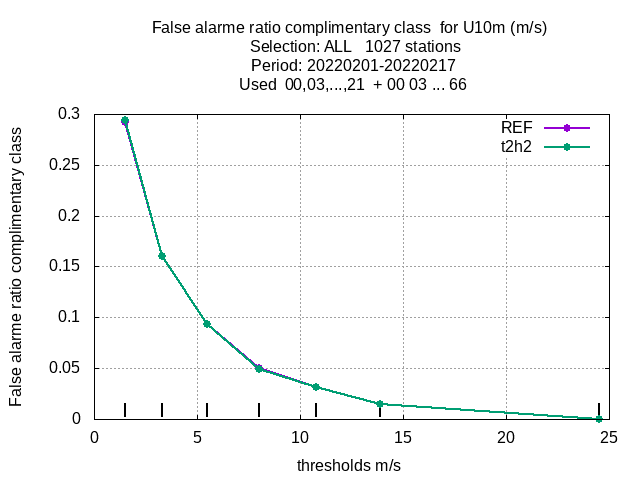 False alarme ratio complimentary class  for U10m (m/s)
Selection: ALL   1027 stations
Period: 20220201-20220217
Used  00,03,...,21  + 00 03 ... 66
REF
t2h2
False alarme ratio complimentary class
0.3
0.25
0.2
0.15
0.1
0.05
0
0 5 10 15 20 25
thresholds m/s